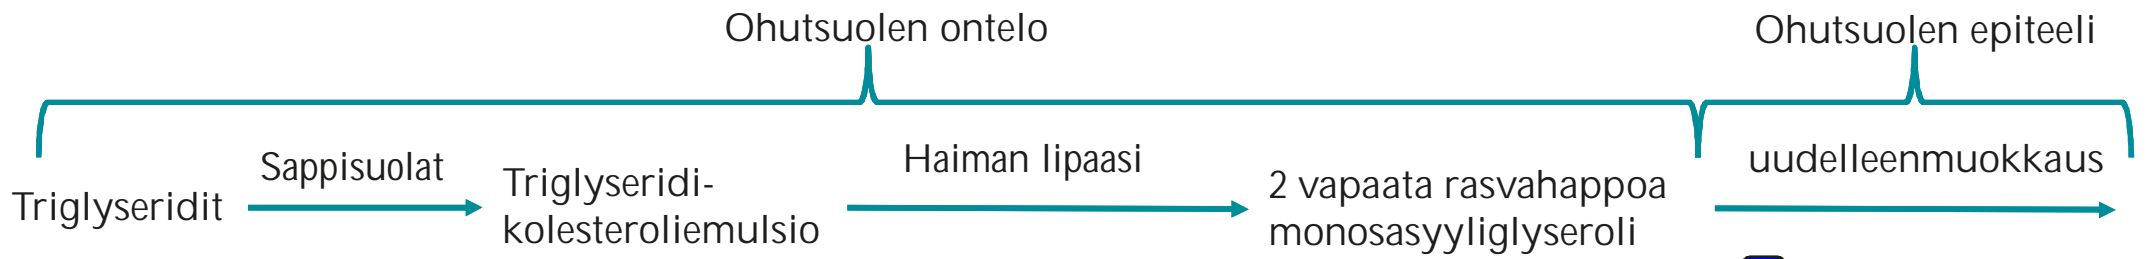 Ohutsuolen ontelo
Ohutsuolen epiteeli
Triglyseridit
Sappisuolat
Triglyseridi-
kolesteroliemulsio
Haiman lipaasi
2 vapaata rasvahappoa
monosasyyliglyseroli
uudelleenmuokkaus